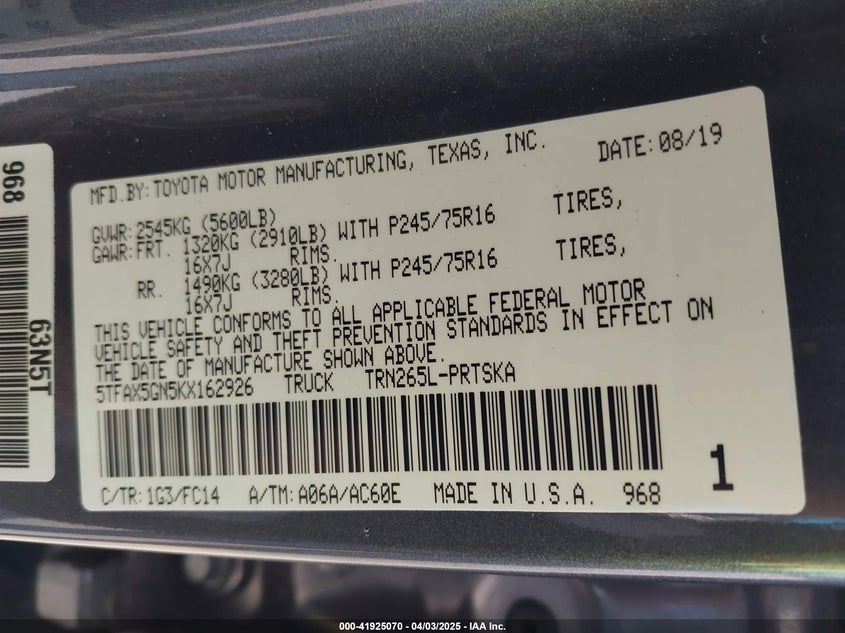 MFD.BY: TOYOTA MOTOR MANUFACTURING, TEXAS, INC. DATE: 08/19
GVWR: 2545KG (5600LB)
GAWR: FRT. 1320KG (2910LB) WITH P245/75R16 TIRES,
16X7J RIMS.
RR. 1490KG (3280LB) WITH P245/75R16 TIRES,
16X7J RIMS.
THIS VEHICLE CONFORMS TO ALL APPLICABLE FEDERAL MOTOR
VEHICLE SAFETY AND THEFT PREVENTION STANDARDS IN EFFECT ON
THE DATE OF MANUFACTURE SHOWN ABOVE.
5TFAX5GN5KX162926 TRUCK TRN265L-PRTSKA
C/TR: 1G3/FC14 A/TM: A06A/AC60E MADE IN U.S.A. 968 1
968
63N5T
000-41925070 - 04/03/2025 - IAA Inc.